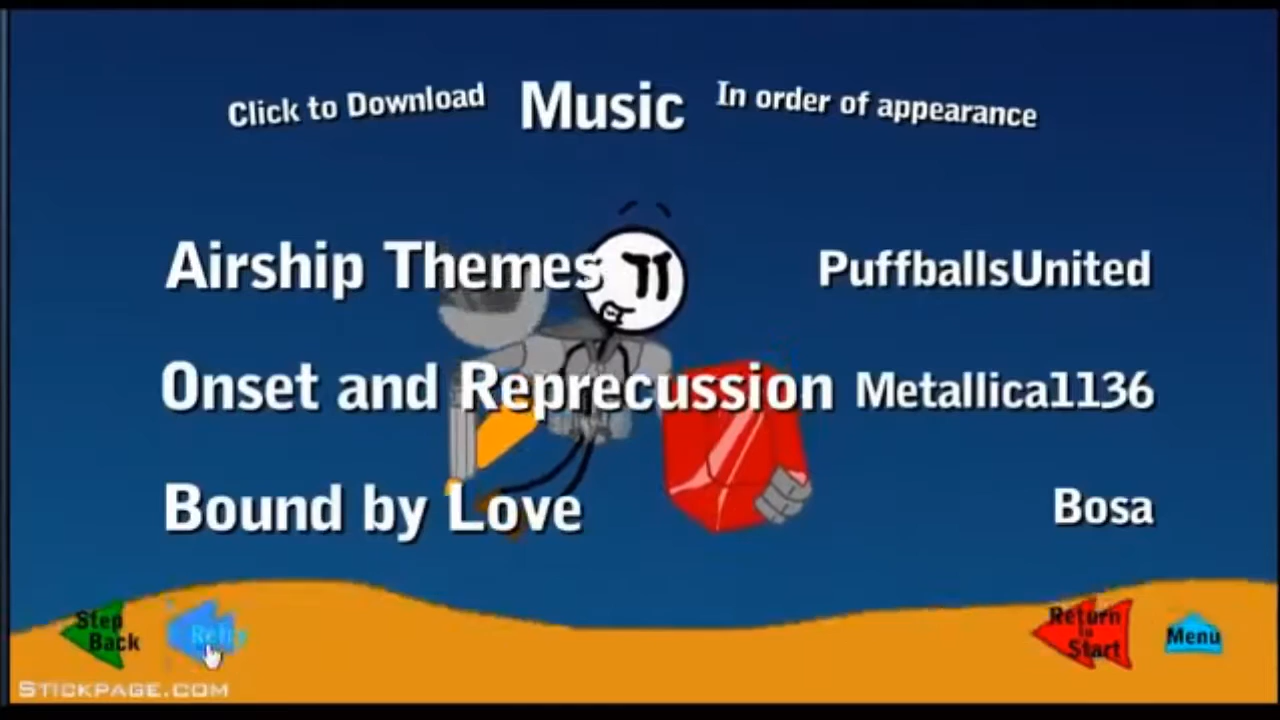 Click to Download Music In order of appearance
Airship Themes PuffballsUnited
Onset and Reprecussion Metallica1136
Bound by Love Bosa
Step
Back
Retry
Return
to
Start
Menu
STICKPAGE.COM